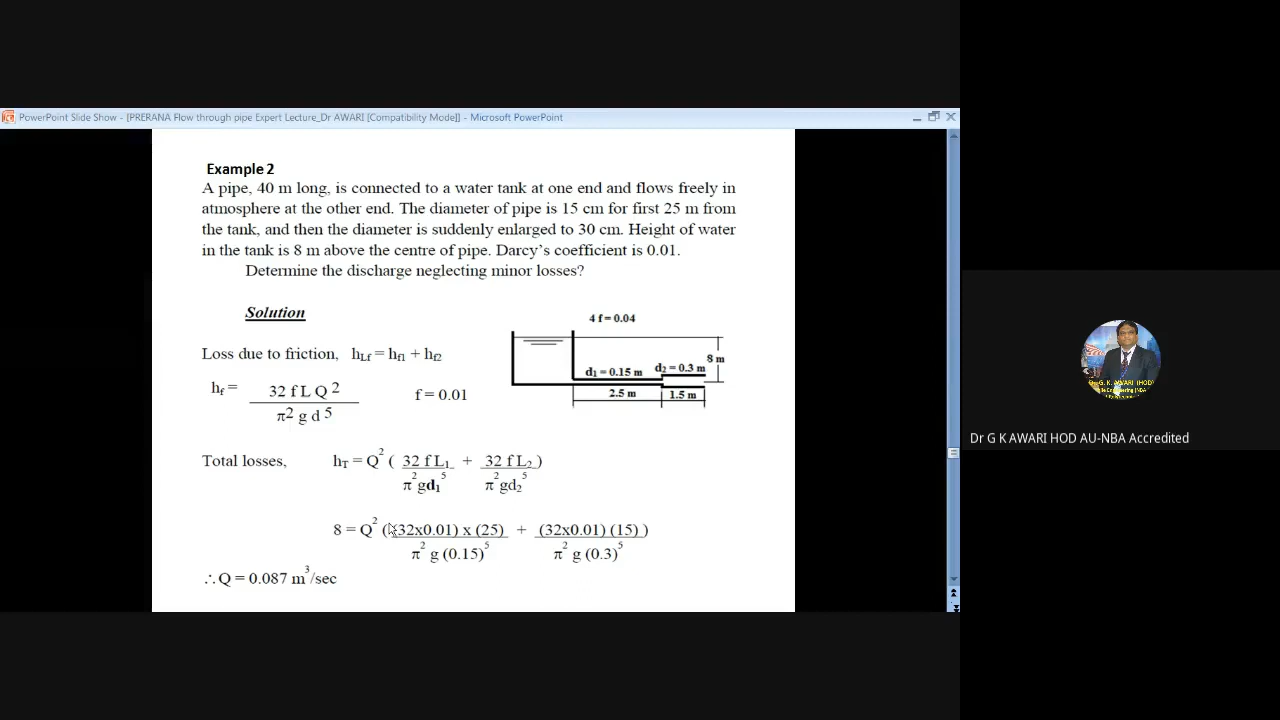 PowerPoint Slide Show - [PRERANA Flow through pipe Expert Lecture_Dr AWARI [Compatibility Mode]] - Microsoft PowerPoint
Example 2
A pipe, 40 m long, is connected to a water tank at one end and flows freely in
atmosphere at the other end. The diameter of pipe is 15 cm for first 25 m from
the tank, and then the diameter is suddenly enlarged to 30 cm. Height of water
in the tank is 8 m above the centre of pipe. Darcy's coefficient is 0.01.
Determine the discharge neglecting minor losses?
Solution
4 f = 0.04
Loss due to friction, hLf = hf1 + hf2
8 m
d1 = 0.15 m d2 = 0.3 m
2.5 m 1.5 m
hf = 32 f L Q 2
π2 g d 5
f = 0.01
Total losses, hT = Q2 ( 32 f L1 + 32 f L2 )
π2 gd1 5 π2 gd2 5
8 = Q2 ( (32x0.01) x (25) + (32x0.01) (15) )
π2 g (0.15)5 π2 g (0.3)5
∴Q = 0.087 m3/sec
Dr G K AWARI HOD AU-NBA Accredited